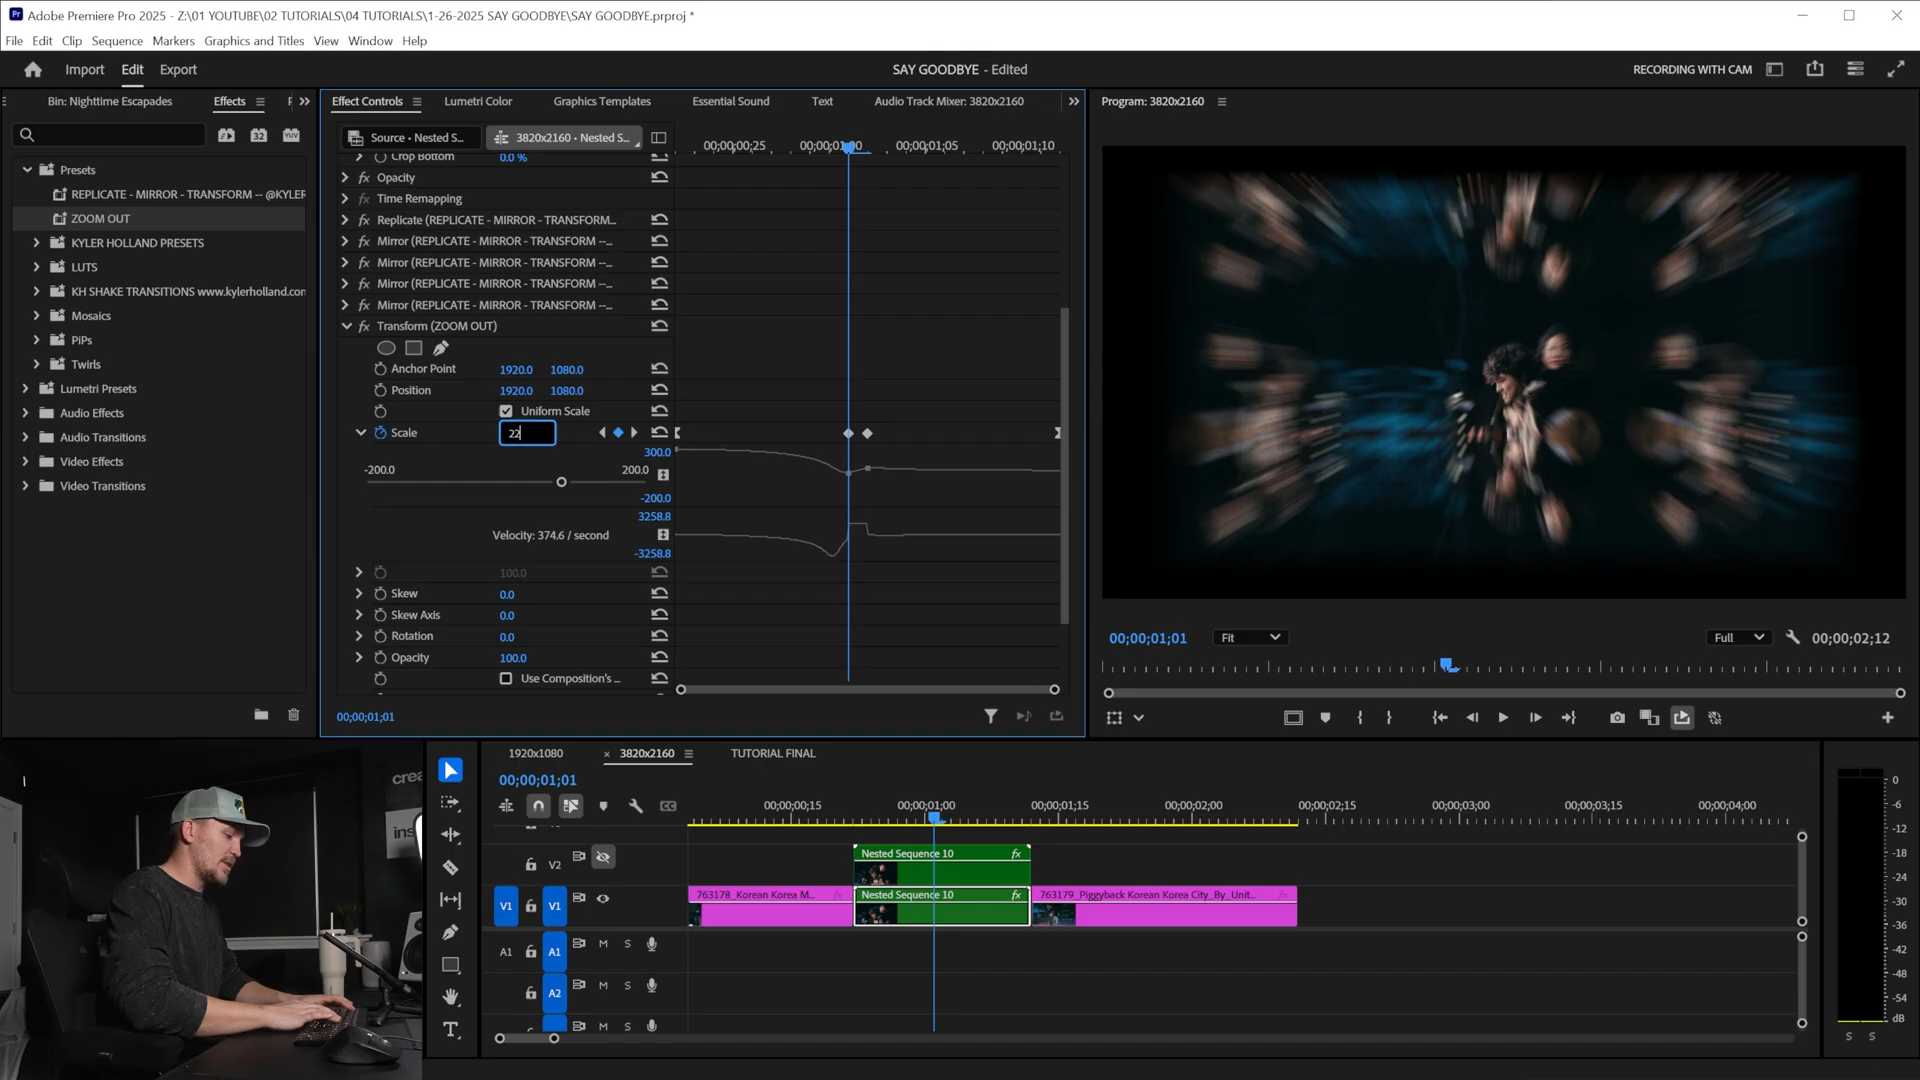 Adobe Premiere Pro 2025 - Z:\01 YOUTUBE\02 TUTORIALS\04 TUTORIALS\1-26-2025 SAY GOODBYE\SAY GOODBYE.prproj *
File Edit Clip Sequence Markers Graphics and Titles View Window Help
Import Edit Export
SAY GOODBYE - Edited
RECORDING WITH CAM
Bin: Nighttime Escapades Effects
Effect Controls Lumetri Color Graphics Templates Essential Sound Text Audio Track Mixer: 3820x2160
Program: 3820x2160
Source • Nested S... 3820x2160 • Nested S...
00;00;00;25 00;00;01;00 00;00;01;05 00;00;01;10
Presets
REPLICATE - MIRROR - TRANSFORM -- @KYLER
ZOOM OUT
KYLER HOLLAND PRESETS
LUTS
KH SHAKE TRANSITIONS www.kylerholland.com
Mosaics
PiPs
Twirls
Lumetri Presets
Audio Effects
Audio Transitions
Video Effects
Video Transitions
Crop Bottom 0.0 %
Opacity
Time Remapping
Replicate (REPLICATE - MIRROR - TRANSFORM...
Mirror (REPLICATE - MIRROR - TRANSFORM --...
Mirror (REPLICATE - MIRROR - TRANSFORM --...
Mirror (REPLICATE - MIRROR - TRANSFORM --...
Mirror (REPLICATE - MIRROR - TRANSFORM --...
Transform (ZOOM OUT)
Anchor Point 1920.0 1080.0
Position 1920.0 1080.0
Uniform Scale
Scale 22
300.0
-200.0 200.0
-200.0
3258.8
Velocity: 374.6 / second
-3258.8
100.0
Skew 0.0
Skew Axis 0.0
Rotation 0.0
Opacity 100.0
Use Composition's ...
00;00;01;01
00;00;01;01 Fit Full 00;00;02;12
1920x1080 3820x2160 TUTORIAL FINAL
00;00;01;01
00;00;00;15 00;00;01;00 00;00;01;15 00;00;02;00 00;00;02;15 00;00;03;00 00;00;03;15 00;00;04;00
V2
Nested Sequence 10 fx
V1 V1
763178_Korean Korea M... fx
Nested Sequence 10 fx
763179_Piggyback Korean Korea City_By_Unit... fx
A1 A1 M S
A2 M S
M S
0
-6
-12
-18
-24
-30
-36
-42
-48
-54
dB
S S